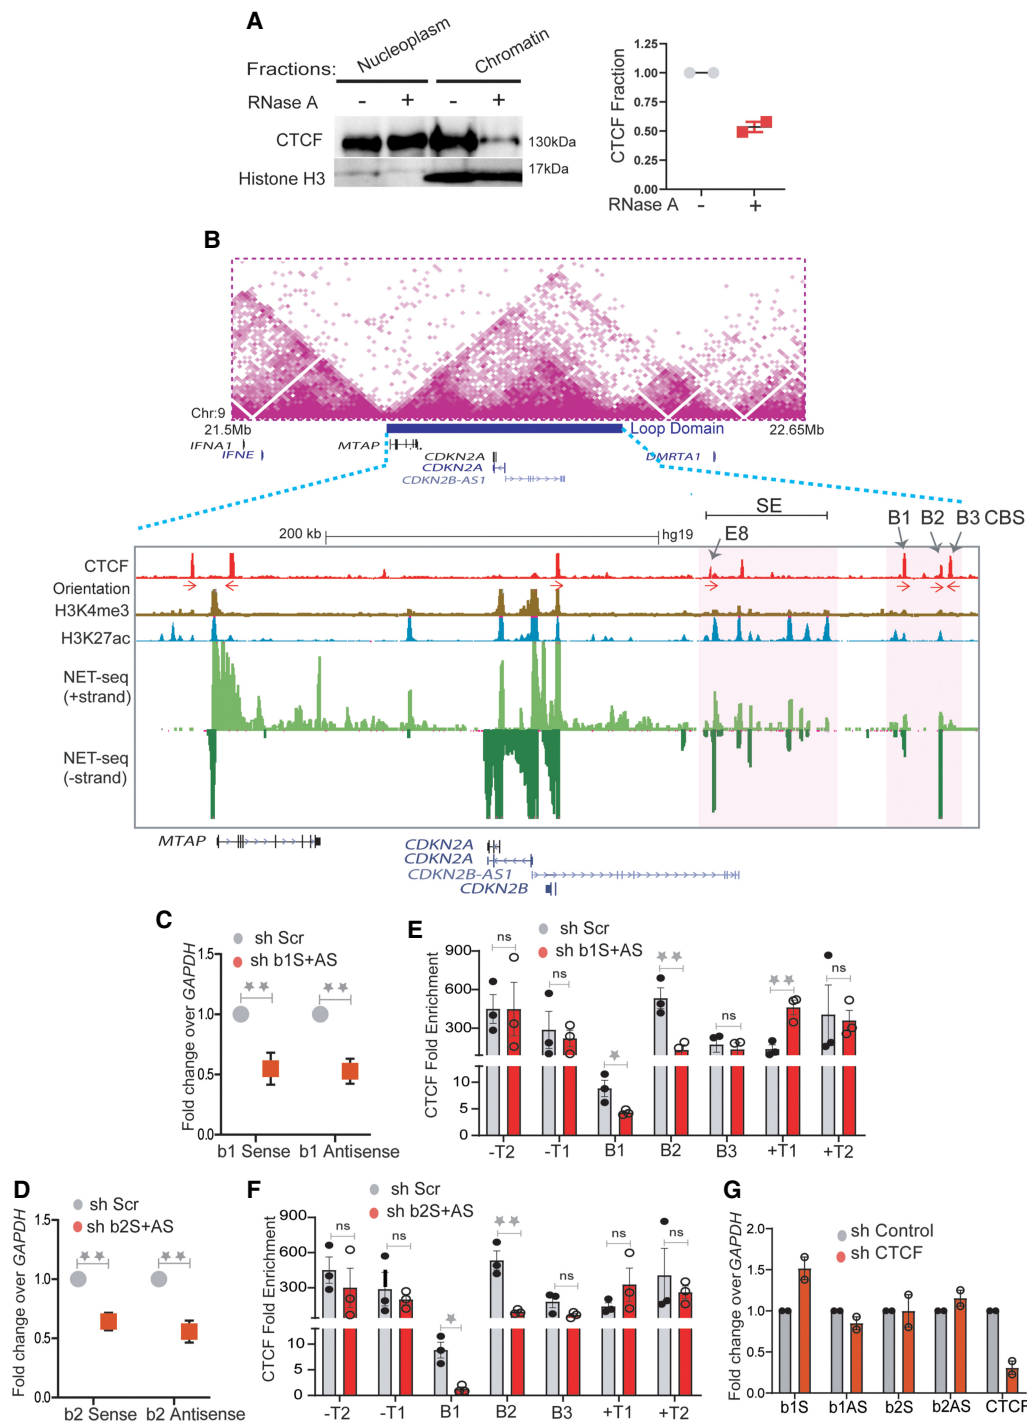 A
Fractions:
Nucleoplasm
Chromatin
RNase A - + - +
CTCF
130kDa
17kDa
Histone H3
CTCF Fraction
1.25
1.00
0.75
0.50
0.25
0.00
RNase A - +
B
Chr:9
21.5Mb
22.65Mb
Loop Domain
IFNA1
IFNE
MTAP
CDKN2A
CDKN2A
CDKN2B-AS1
DMRTA1
200 kb
hg19
SE
E8
B1 B2 B3 CBS
CTCF
Orientation
H3K4me3
H3K27ac
NET-seq
(+strand)
NET-seq
(-strand)
MTAP
CDKN2A
CDKN2A
CDKN2B-AS1
CDKN2B
C
sh Scr
sh b1S+AS
Fold change over GAPDH
1.5
1.0
0.5
0.0
b1 Sense b1 Antisense
E
sh Scr
sh b1S+AS
CTCF Fold Enrichment
900
600
300
10
5
0
ns ns ns ns
-T2 -T1 B1 B2 B3 +T1 +T2
D
sh Scr
sh b2S+AS
Fold change over GAPDH
1.5
1.0
0.5
0.0
b2 Sense b2 Antisense
F
sh Scr
sh b2S+AS
CTCF Fold Enrichment
900
600
300
10
5
0
ns ns ns ns ns
-T2 -T1 B1 B2 B3 +T1 +T2
G
sh Control
sh CTCF
Fold change over GAPDH
2.0
1.5
1.0
0.5
0.0
b1S b1AS b2S b2AS CTCF